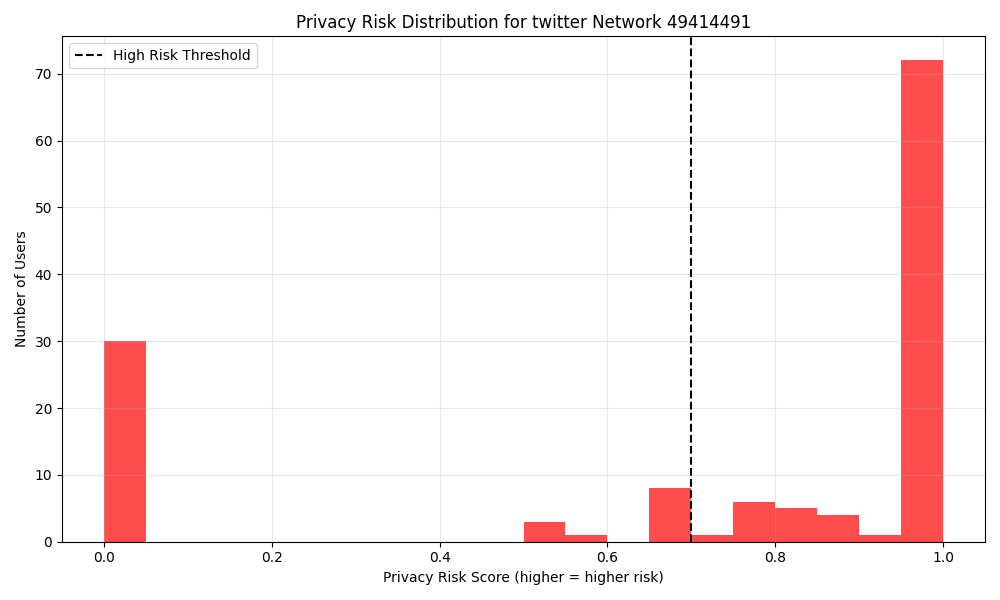 Privacy Risk Distribution for twitter Network 49414491
High Risk Threshold
Number of Users
70
60
50
40
30
20
10
0
0.0 0.2 0.4 0.6 0.8 1.0
Privacy Risk Score (higher = higher risk)